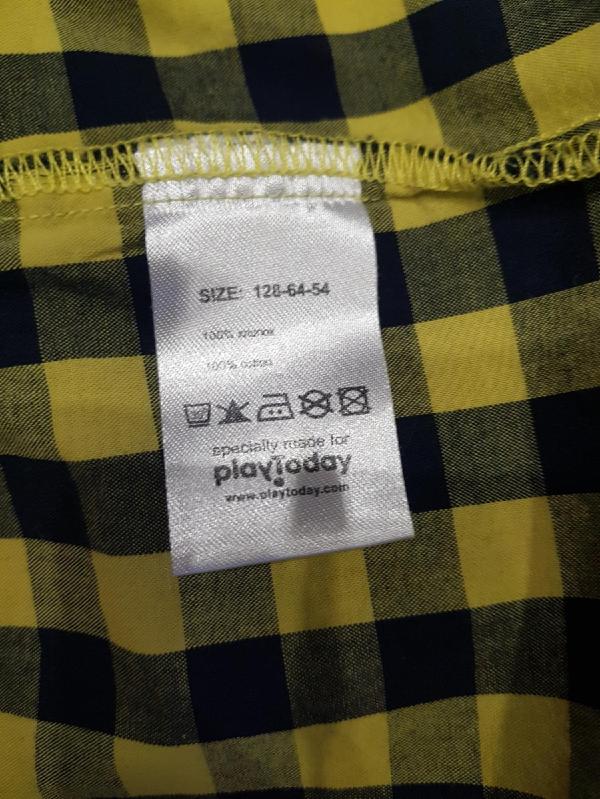 SIZE: 128-64-54
100% хлопок
100% cotton
specially made for
playToday
www.playtoday.com